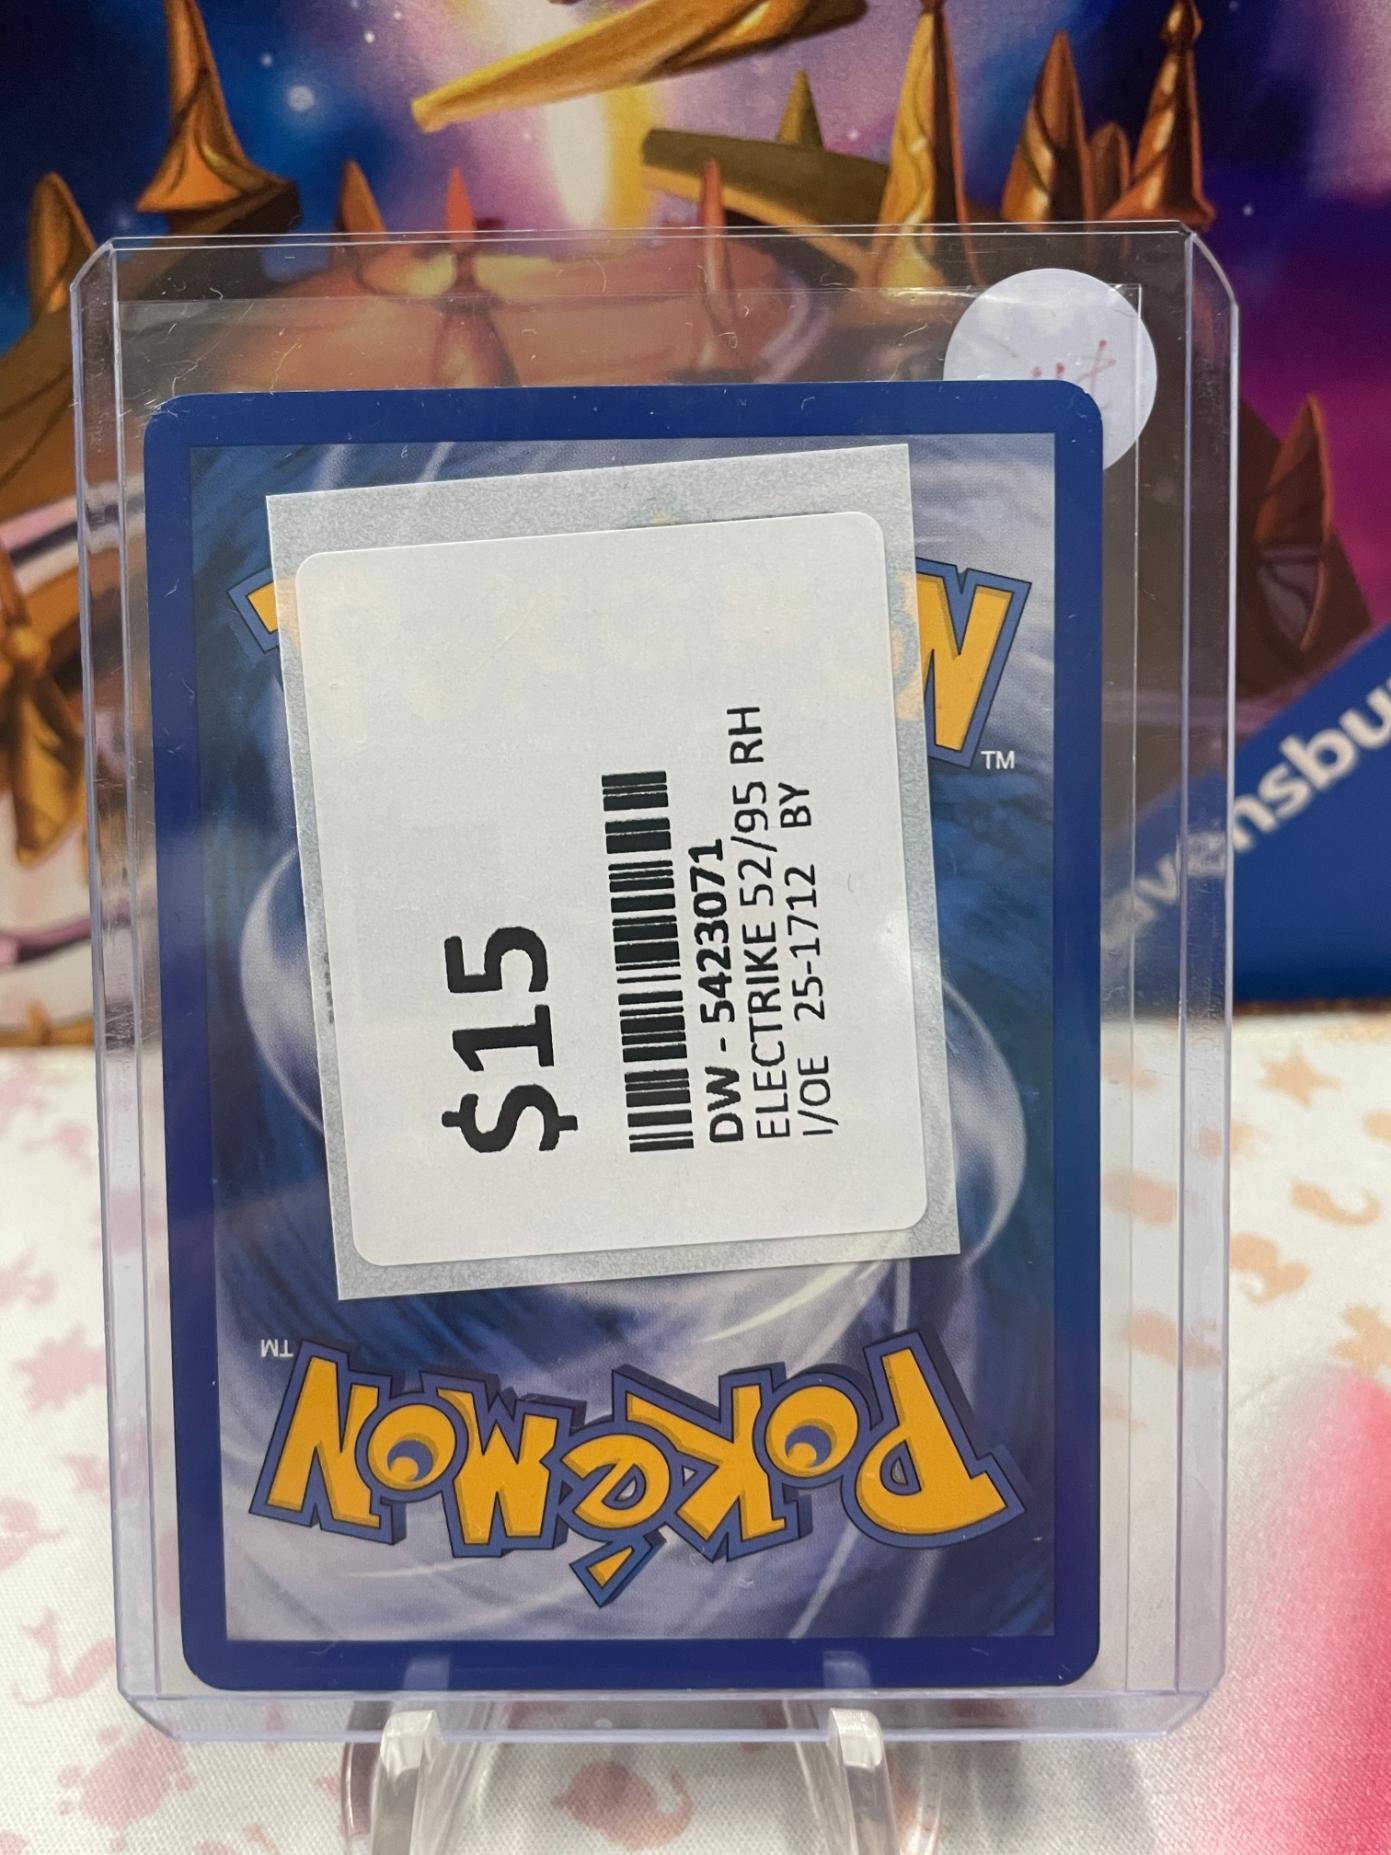 $15
DW - 5423071
ELECTRIKE 52/95 RH
I/OE 25-1712 BY
N
TM
POKéMON
TM